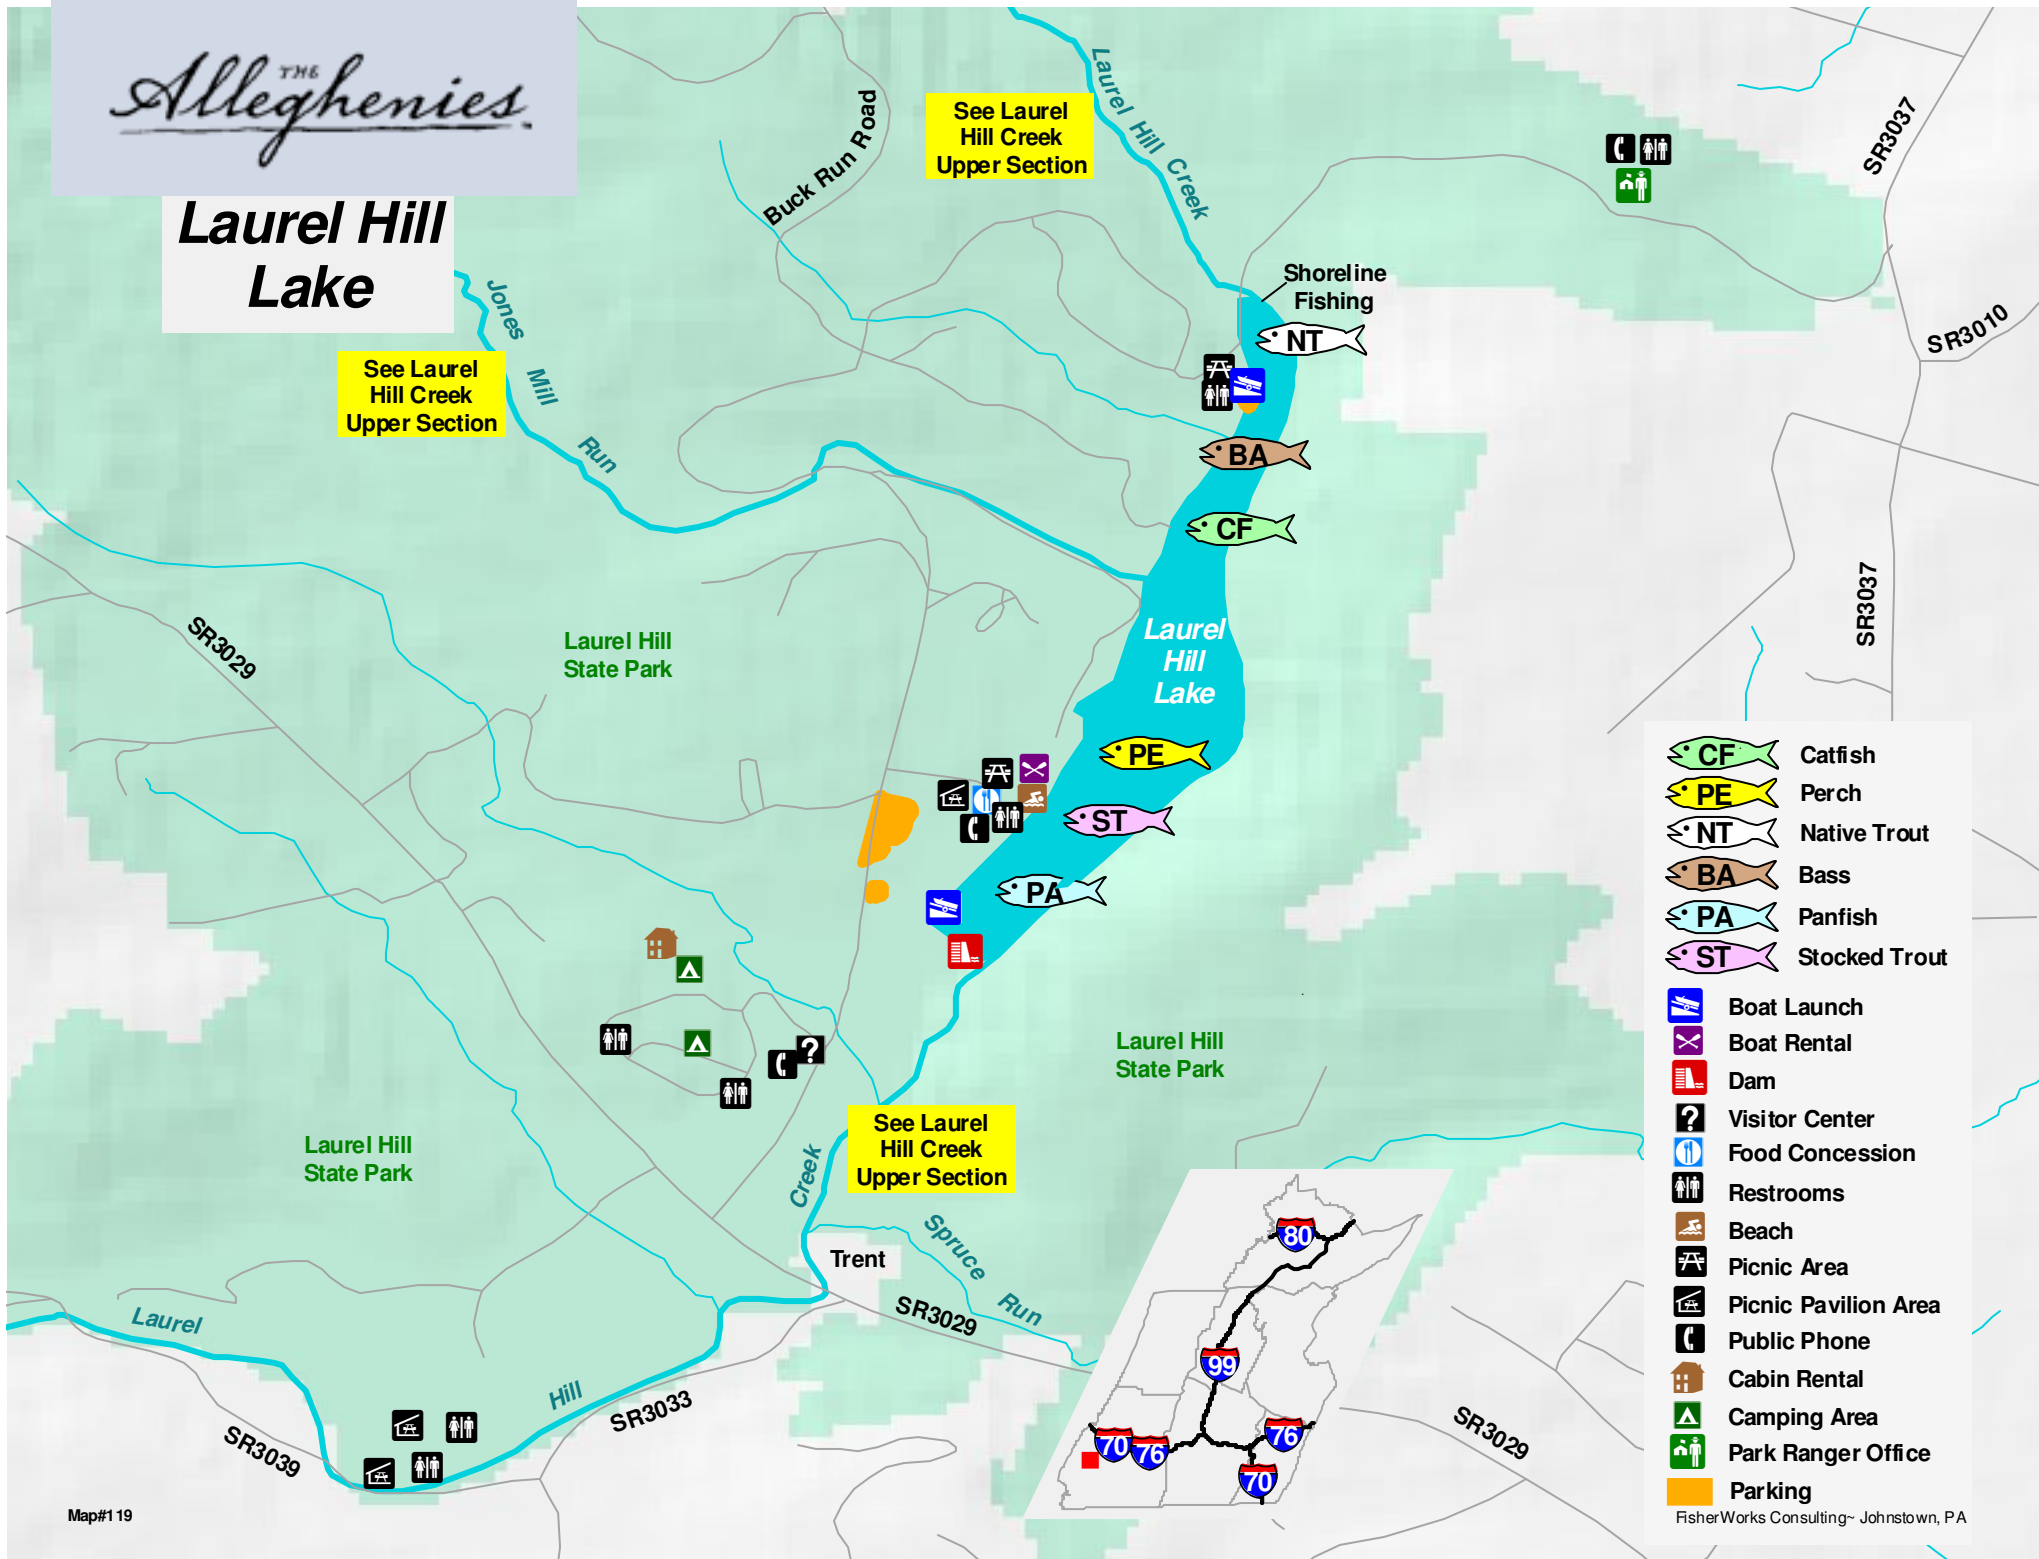 THE
Alleghenies
Laurel Hill
Lake
Buck Run Road
See Laurel
Hill Creek
Upper Section
Laurel Hill Creek
SR3037
Shoreline
Fishing
NT
SR3010
Jones Mill Run
See Laurel
Hill Creek
Upper Section
BA
CF
SR3037
SR3029
Laurel Hill
State Park
Laurel
Hill
Lake
PE
ST
PA
?
Laurel Hill
State Park
Laurel Hill
State Park
See Laurel
Hill Creek
Upper Section
Creek
Spruce Run
Trent
SR3029
Laurel
Hill
SR3033
SR3039
SR3029
80
99
70
76
76
70
CF Catfish
PE Perch
NT Native Trout
BA Bass
PA Panfish
ST Stocked Trout
Boat Launch
Boat Rental
Dam
? Visitor Center
Food Concession
Restrooms
Beach
Picnic Area
Picnic Pavilion Area
Public Phone
Cabin Rental
Camping Area
Park Ranger Office
Parking
FisherWorks Consulting~ Johnstown, PA
Map#119